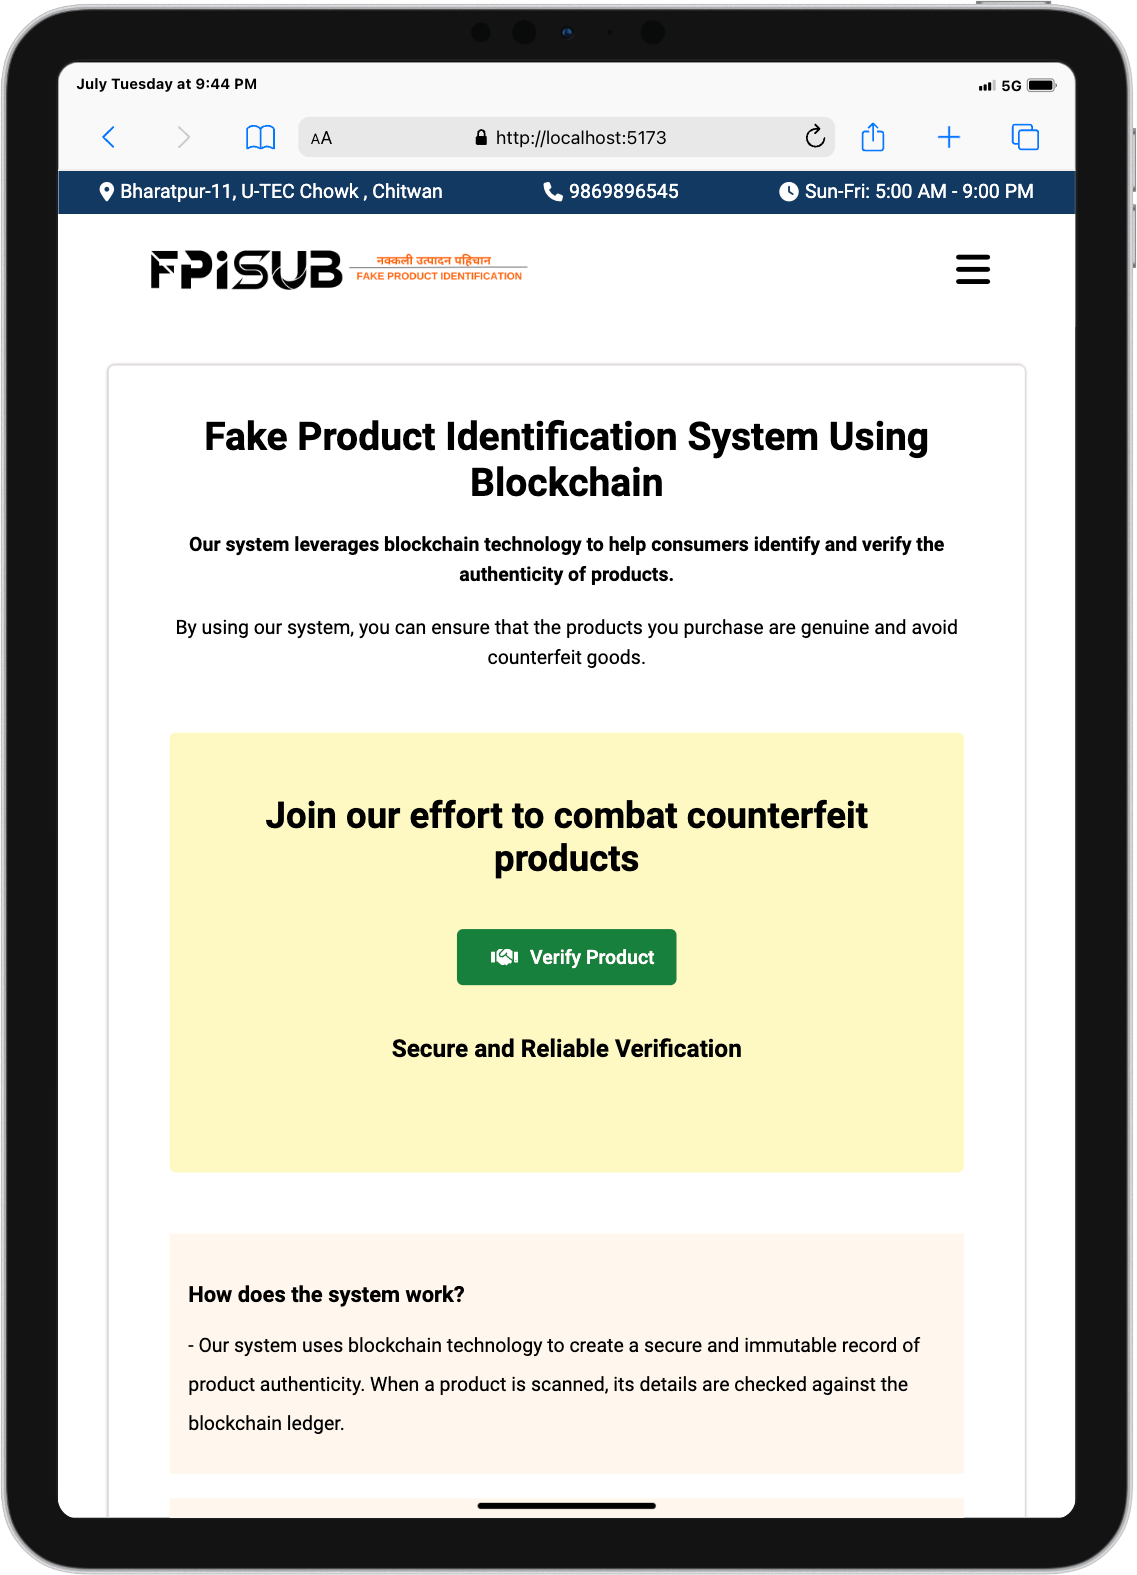 July Tuesday at 9:44 PM
5G
AA
http://localhost:5173
Bharatpur-11, U-TEC Chowk , Chitwan
9869896545
Sun-Fri: 5:00 AM - 9:00 PM
FPiSUB
नक्कली उत्पादन पहिचान
FAKE PRODUCT IDENTIFICATION
Fake Product Identification System Using
Blockchain
Our system leverages blockchain technology to help consumers identify and verify the
authenticity of products.
By using our system, you can ensure that the products you purchase are genuine and avoid
counterfeit goods.
Join our effort to combat counterfeit
products
Verify Product
Secure and Reliable Verification
How does the system work?
- Our system uses blockchain technology to create a secure and immutable record of
product authenticity. When a product is scanned, its details are checked against the
blockchain ledger.